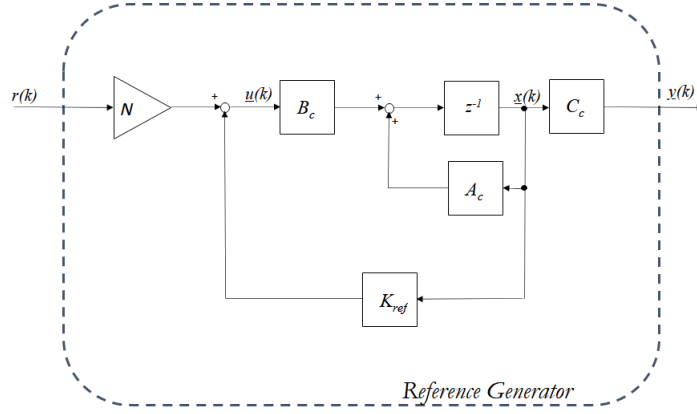 r(k)
N
+
u(k)
B_c
+
+
z⁻¹
x(k)
C_c
y(k)
A_c
K_ref
Reference Generator